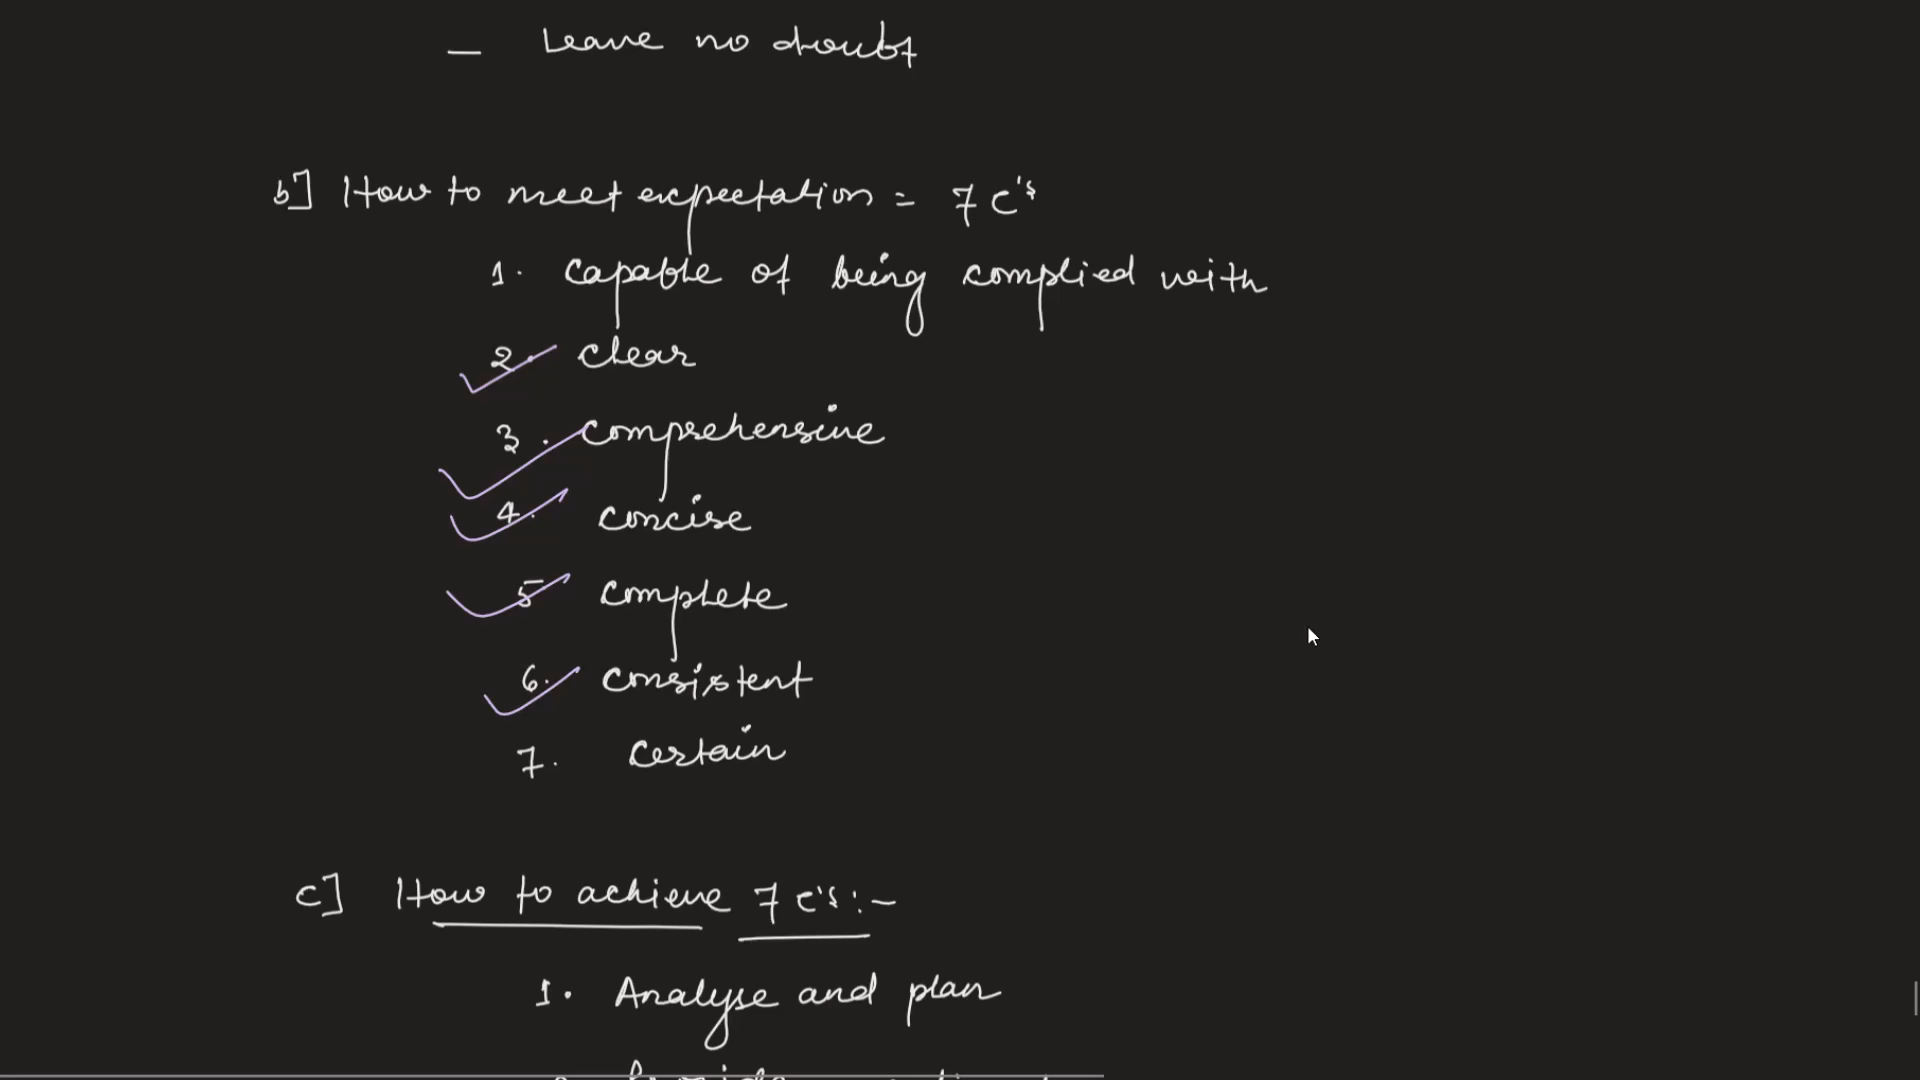 — Leave no doubt
b] How to meet expectation = 7 C's
1. Capable of being complied with
2. Clear
3. Comprehensive
4. Concise
5 Complete
6. Consistent
7. Certain
c] How to achieve 7 C's :-
1. Analyse and plan